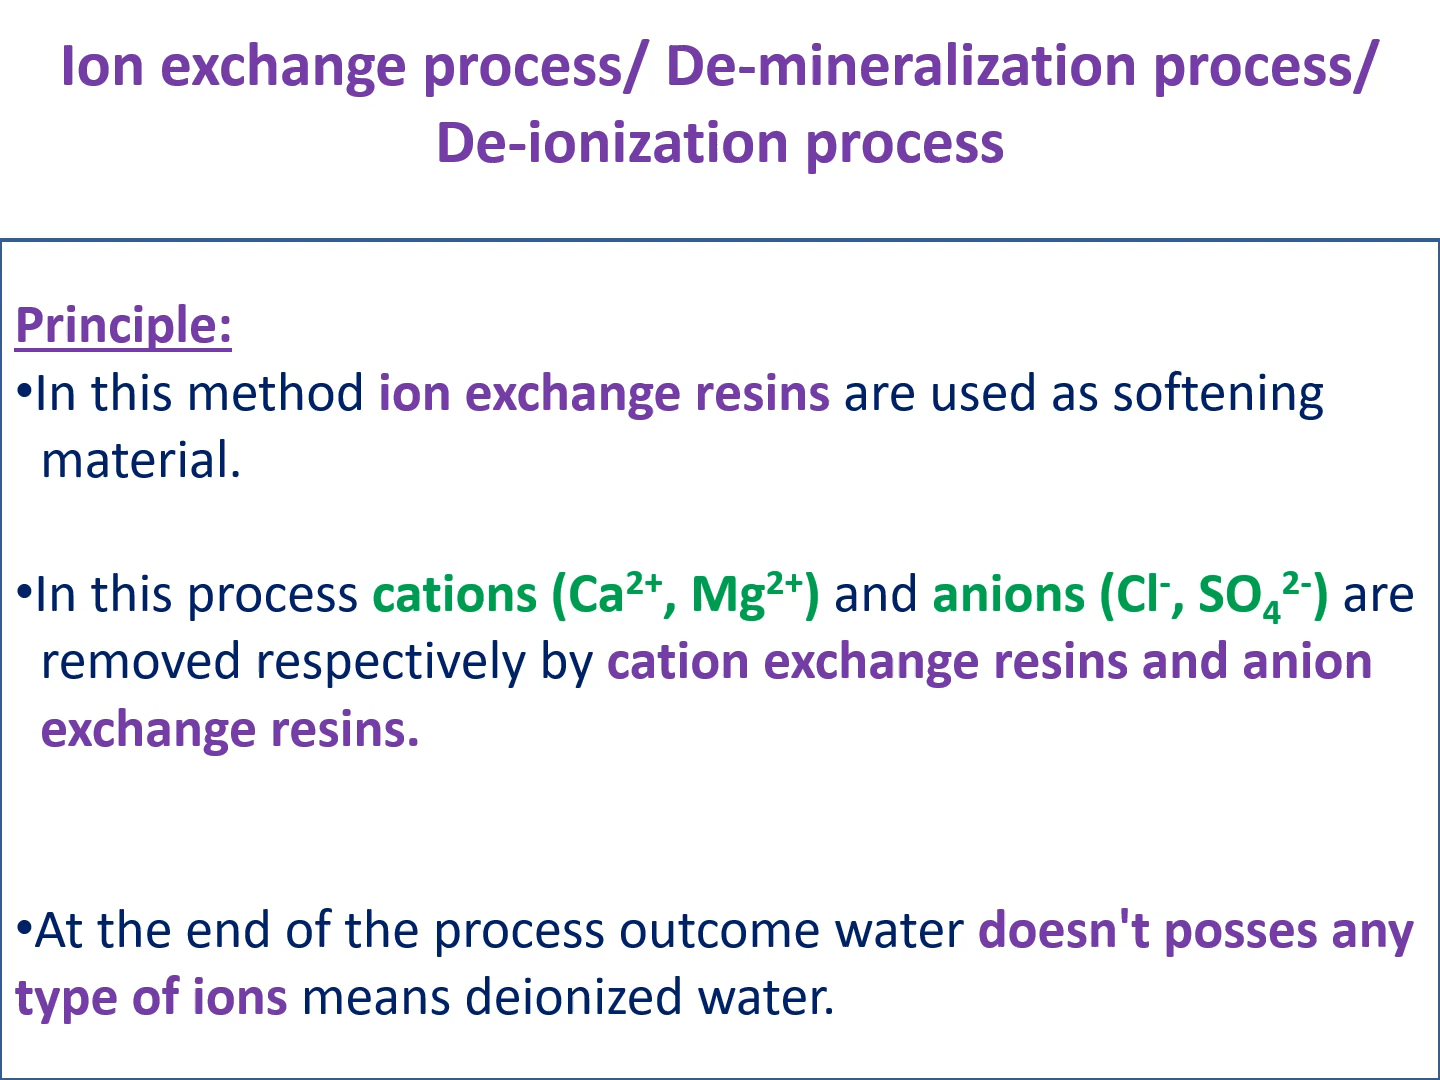 Ion exchange process/ De-mineralization process/
De-ionization process
Principle:
•In this method ion exchange resins are used as softening
material.
•In this process cations (Ca²⁺, Mg²⁺) and anions (Cl⁻, SO₄²⁻) are
removed respectively by cation exchange resins and anion
exchange resins.
•At the end of the process outcome water doesn't posses any
type of ions means deionized water.